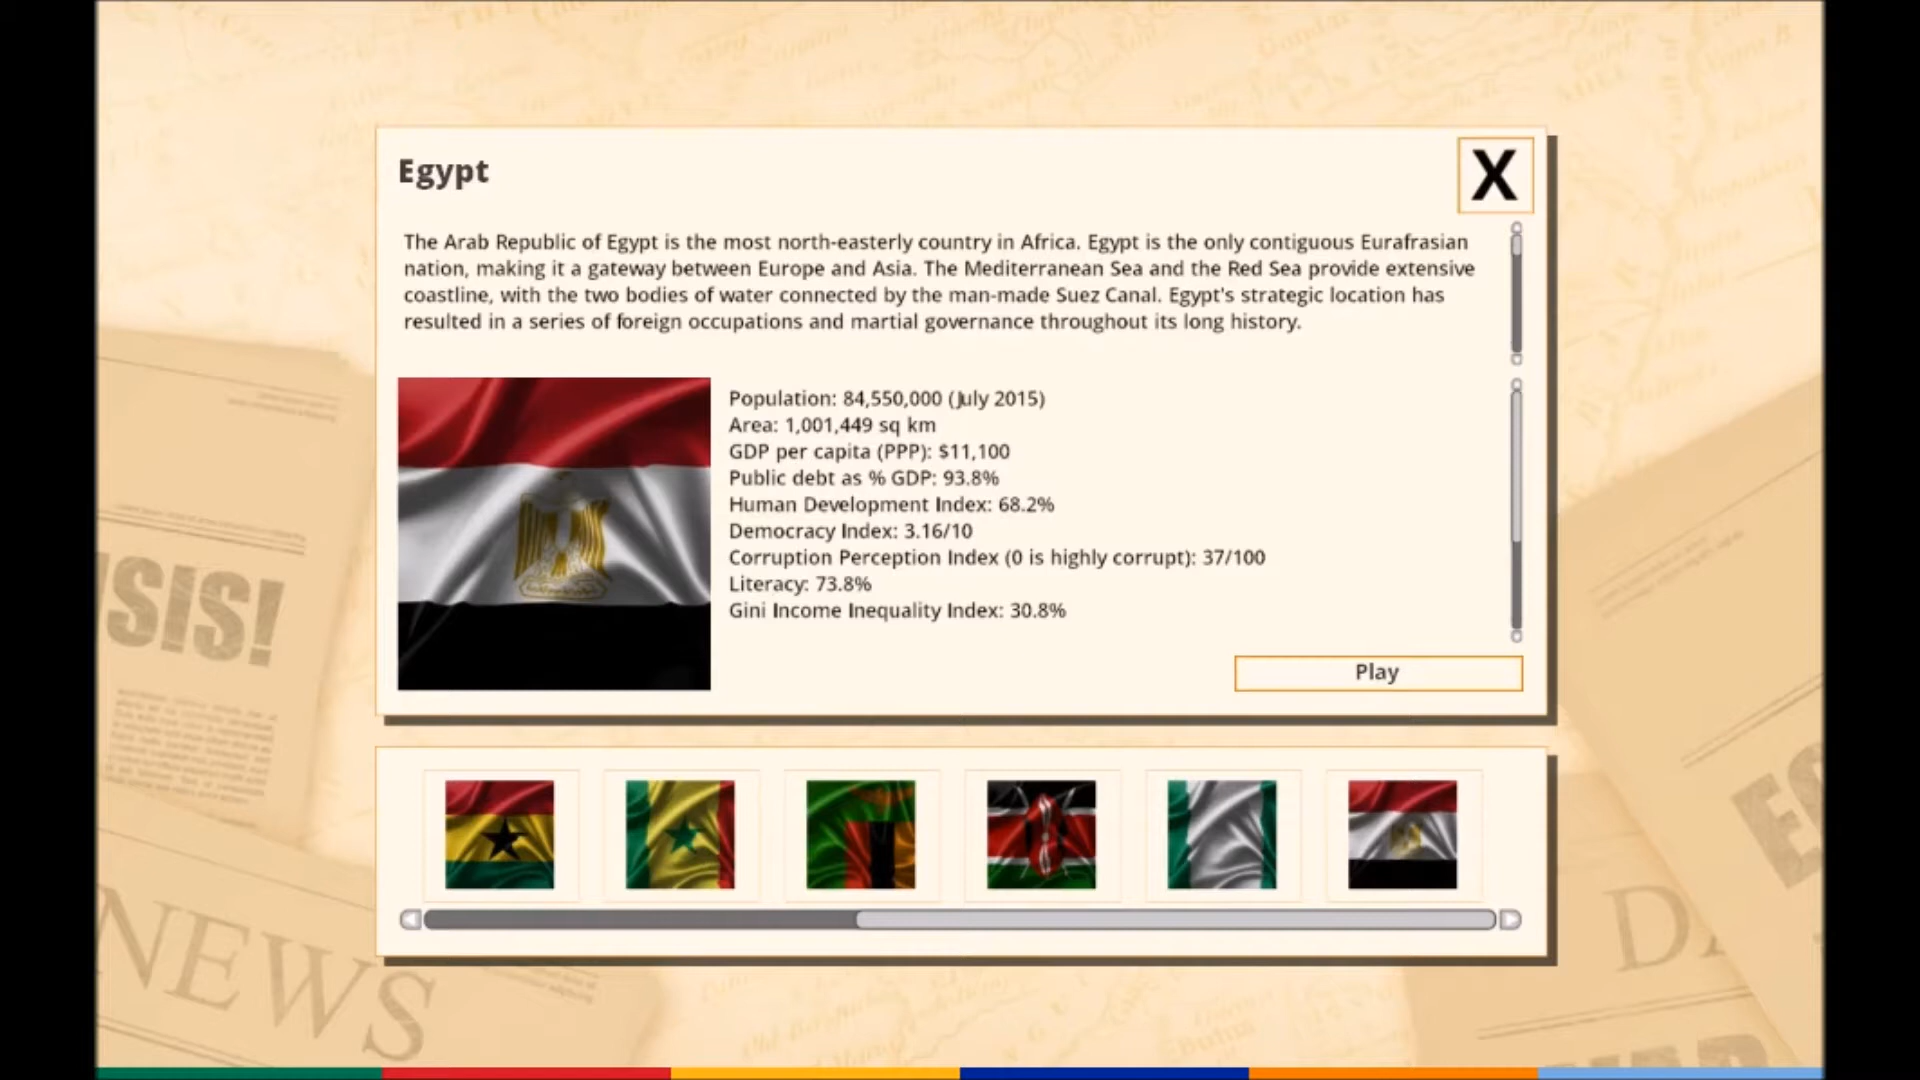 Egypt
X
The Arab Republic of Egypt is the most north-easterly country in Africa. Egypt is the only contiguous Eurafrasian
nation, making it a gateway between Europe and Asia. The Mediterranean Sea and the Red Sea provide extensive
coastline, with the two bodies of water connected by the man-made Suez Canal. Egypt's strategic location has
resulted in a series of foreign occupations and martial governance throughout its long history.
Population: 84,550,000 (July 2015)
Area: 1,001,449 sq km
GDP per capita (PPP): $11,100
Public debt as % GDP: 93.8%
Human Development Index: 68.2%
Democracy Index: 3.16/10
Corruption Perception Index (0 is highly corrupt): 37/100
Literacy: 73.8%
Gini Income Inequality Index: 30.8%
Play
SIS!
NEWS